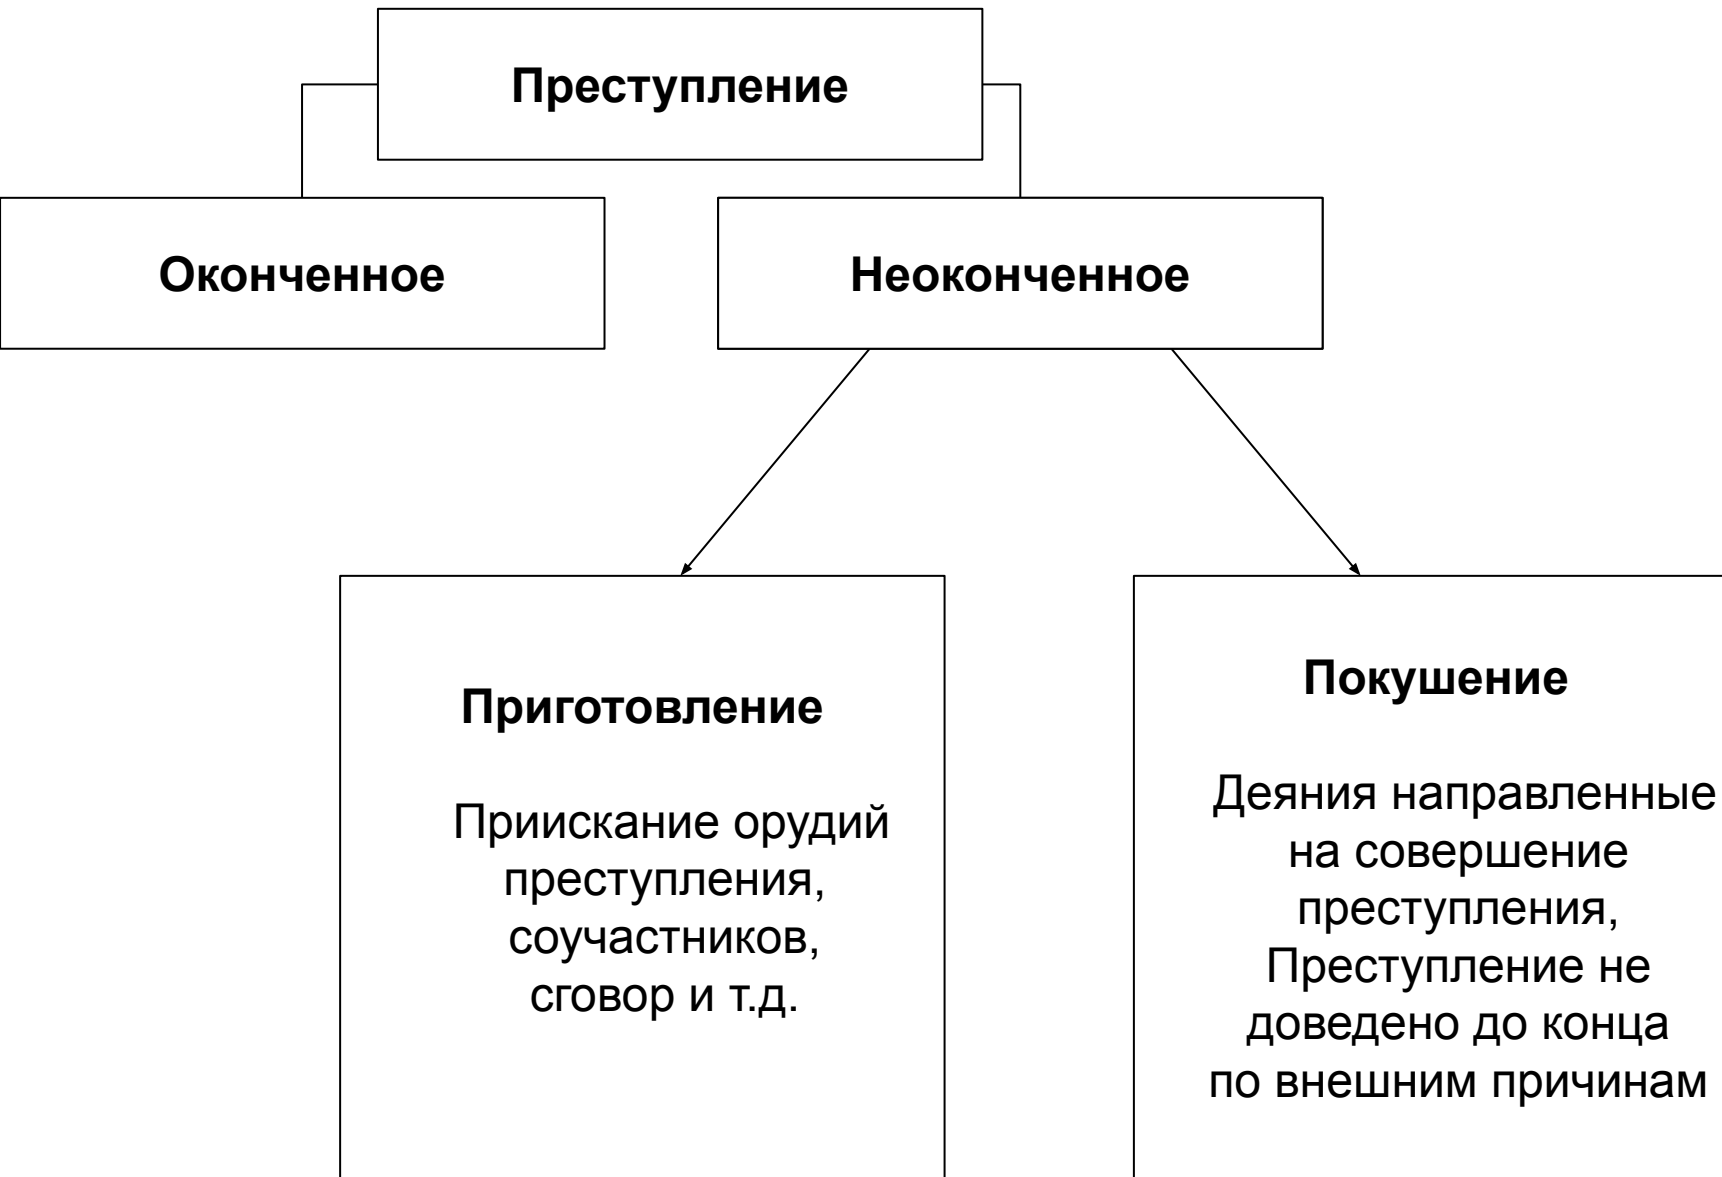 Преступление
Оконченное
Неоконченное
Приготовление
Приискание орудий
преступления,
соучастников,
сговор и т.д.
Покушение
Деяния направленные
на совершение
преступления,
Преступление не
доведено до конца
по внешним причинам